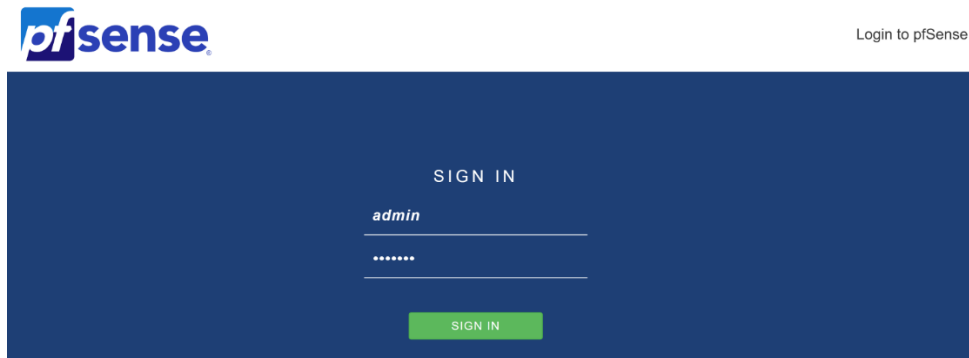 pfsense®
Login to pfSense
SIGN IN
admin
•••••••
SIGN IN